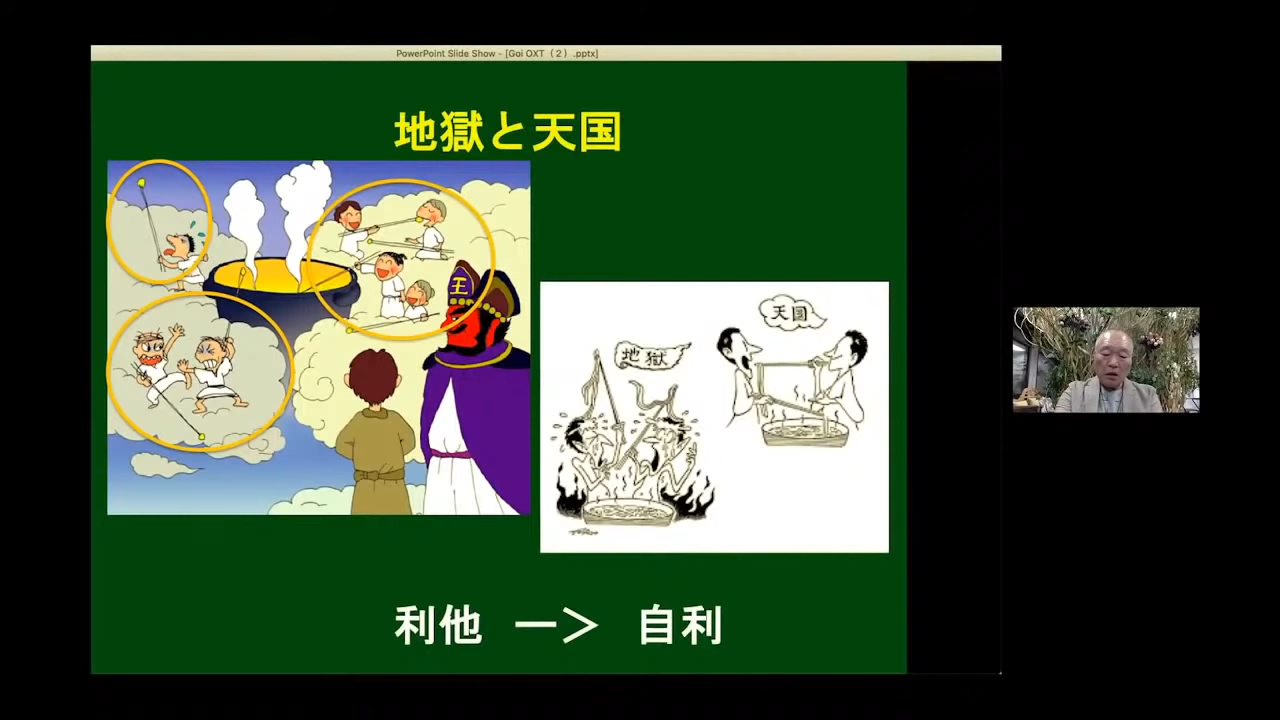 PowerPoint Slide Show - [Goi OXT（２）.pptx]
地獄と天国
王
地獄
天国
利他 ー＞ 自利